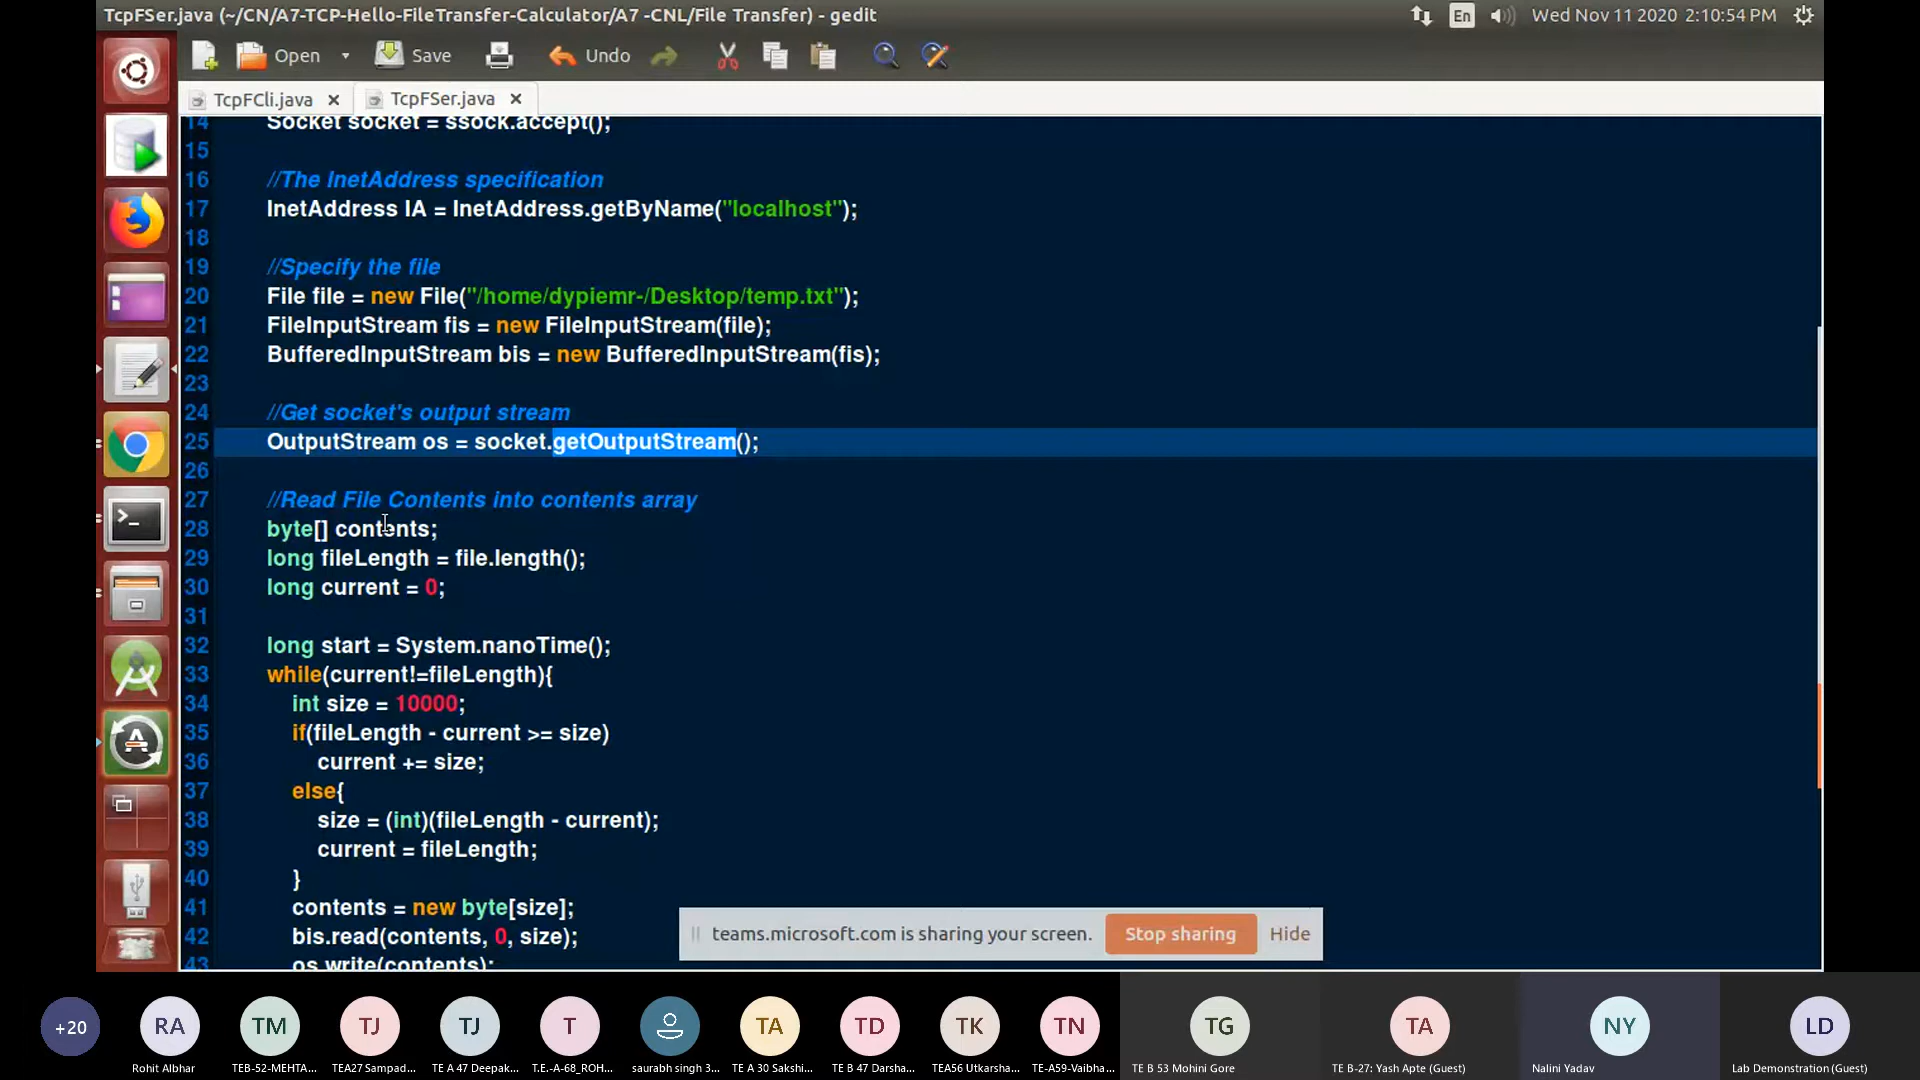 TcpFSer.java (~/CN/A7-TCP-Hello-FileTransfer-Calculator/A7 -CNL/File Transfer) - gedit
En
Wed Nov 11 2020 2:10:54 PM
Open
Save
Undo
TcpFCli.java
TcpFSer.java
14 Socket socket = ssock.accept();
15
16 //The InetAddress specification
17 InetAddress IA = InetAddress.getByName("localhost");
18
19 //Specify the file
20 File file = new File("/home/dypiemr-/Desktop/temp.txt");
21 FileInputStream fis = new FileInputStream(file);
22 BufferedInputStream bis = new BufferedInputStream(fis);
23
24 //Get socket's output stream
25 OutputStream os = socket.getOutputStream();
26
27 //Read File Contents into contents array
28 byte[] contents;
29 long fileLength = file.length();
30 long current = 0;
31
32 long start = System.nanoTime();
33 while(current!=fileLength){
34 int size = 10000;
35 if(fileLength - current >= size)
36 current += size;
37 else{
38 size = (int)(fileLength - current);
39 current = fileLength;
40 }
41 contents = new byte[size];
42 bis.read(contents, 0, size);
43 os.write(contents);
teams.microsoft.com is sharing your screen.
Stop sharing
Hide
+20
RA
TM
TJ
TJ
T
TA
TD
TK
TN
TG
TA
NY
LD
Rohit Albhar
TEB-52-MEHTA...
TEA27 Sampad...
TE A 47 Deepak...
T.E.-A-68_ROH...
saurabh singh 3...
TE A 30 Sakshi...
TE B 47 Darsha...
TEA56 Utkarsha...
TE-A59-Vaibha...
TE B 53 Mohini Gore
TE B-27: Yash Apte (Guest)
Nalini Yadav
Lab Demonstration (Guest)